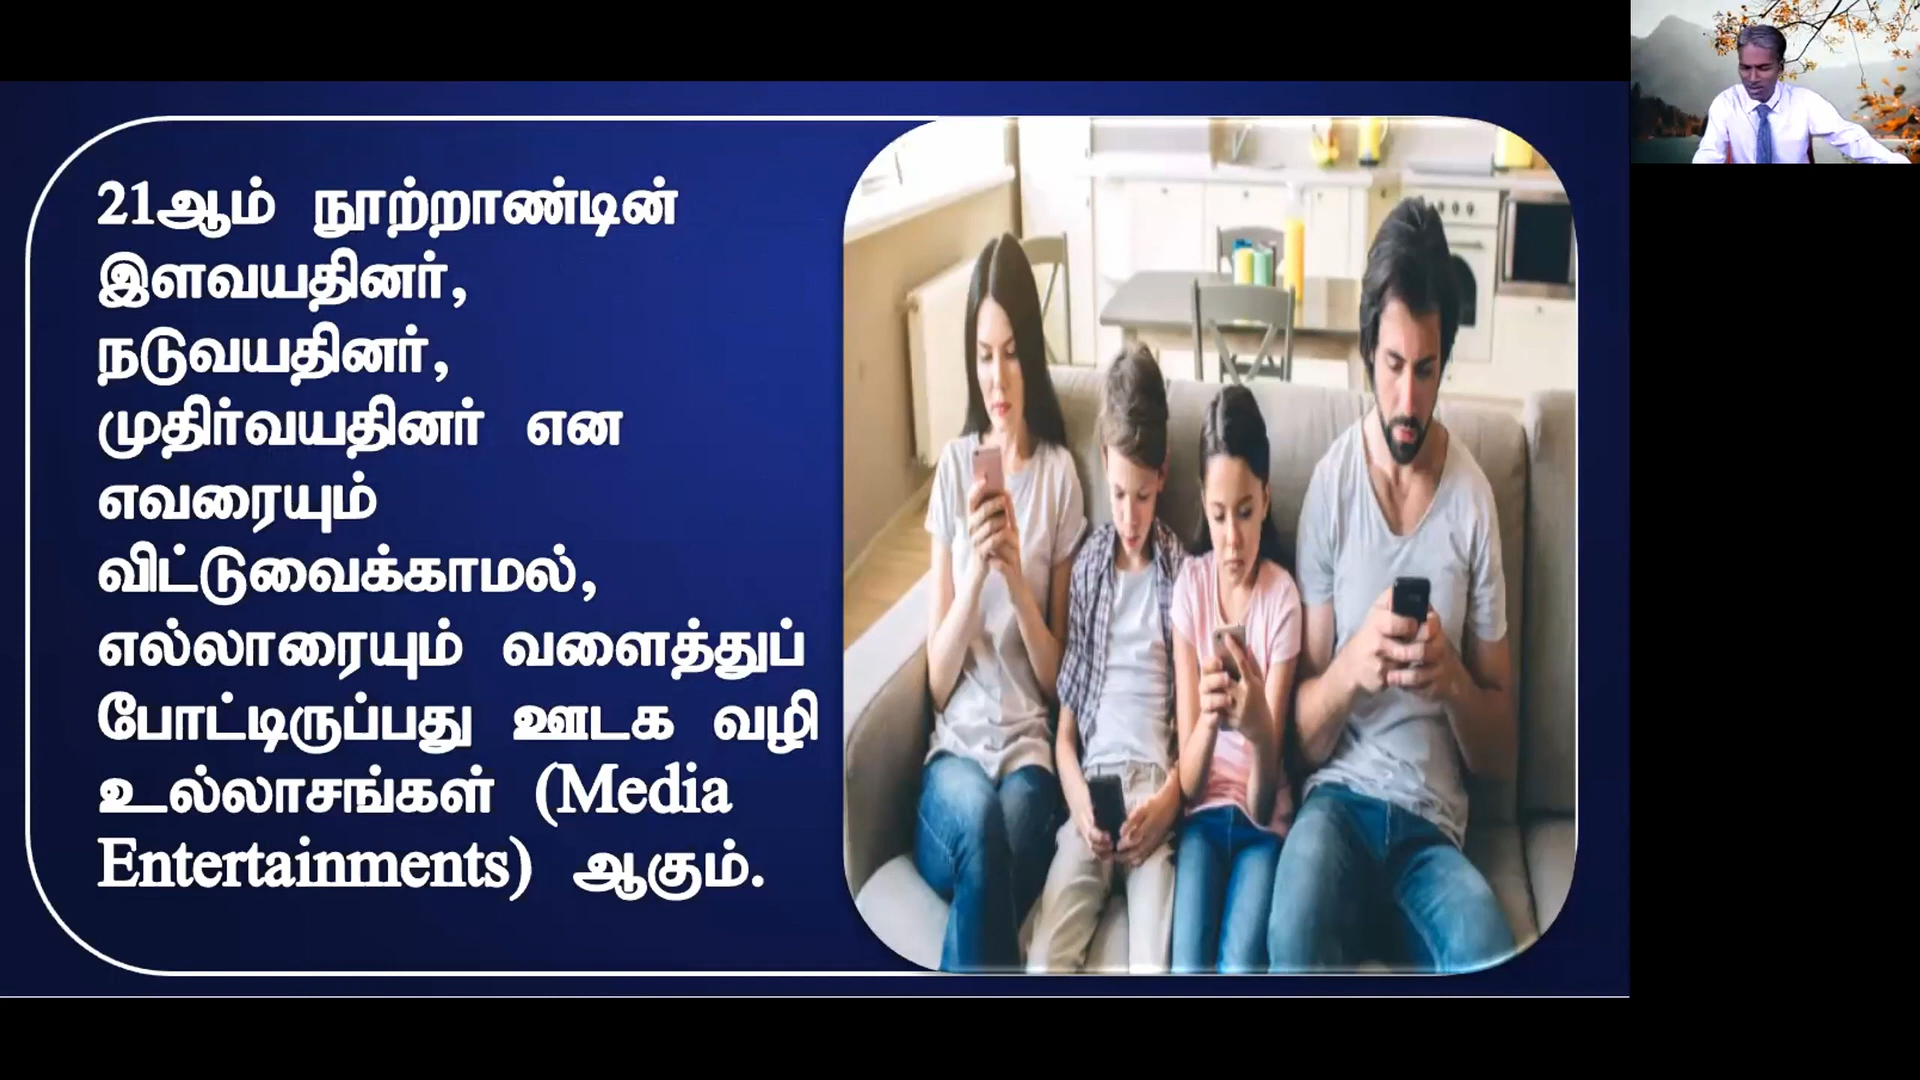 21ஆம் நூற்றாண்டின்
இளவயதினர்,
நடுவயதினர்,
முதிர்வயதினர் என
எவரையும்
விட்டுவைக்காமல்,
எல்லாரையும் வளைத்துப்
போட்டிருப்பது ஊடக வழி
உல்லாசங்கள் (Media
Entertainments) ஆகும்.